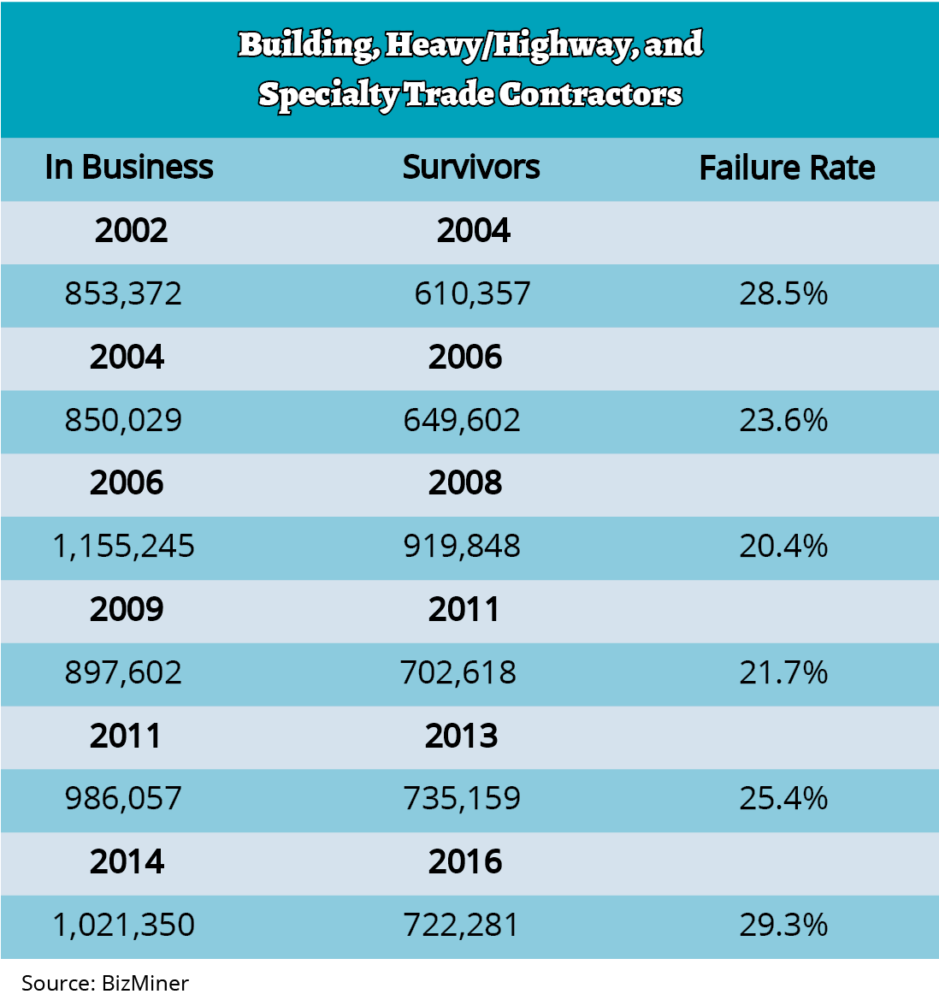 Building, Heavy/Highway, and
Specialty Trade Contractors
In Business Survivors Failure Rate
2002 2004
853,372 610,357 28.5%
2004 2006
850,029 649,602 23.6%
2006 2008
1,155,245 919,848 20.4%
2009 2011
897,602 702,618 21.7%
2011 2013
986,057 735,159 25.4%
2014 2016
1,021,350 722,281 29.3%
Source: BizMiner